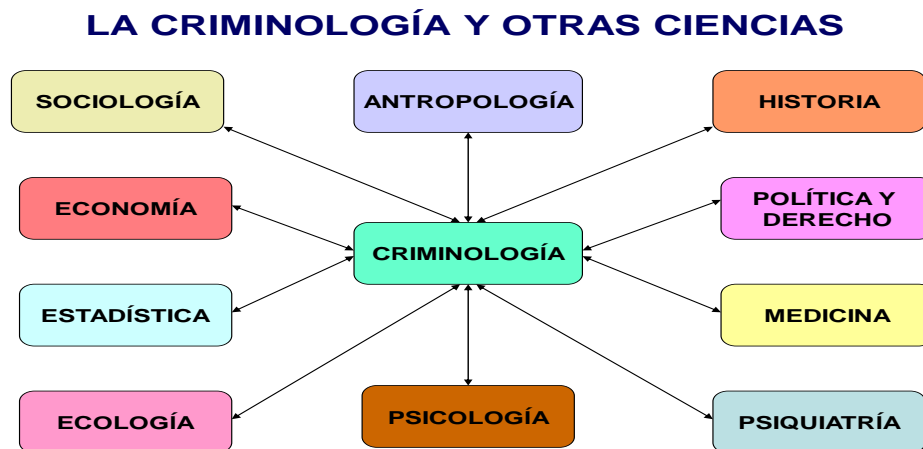 LA CRIMINOLOGÍA Y OTRAS CIENCIAS
SOCIOLOGÍA
ANTROPOLOGÍA
HISTORIA
ECONOMÍA
POLÍTICA Y
DERECHO
CRIMINOLOGÍA
ESTADÍSTICA
MEDICINA
ECOLOGÍA
PSICOLOGÍA
PSIQUIATRÍA